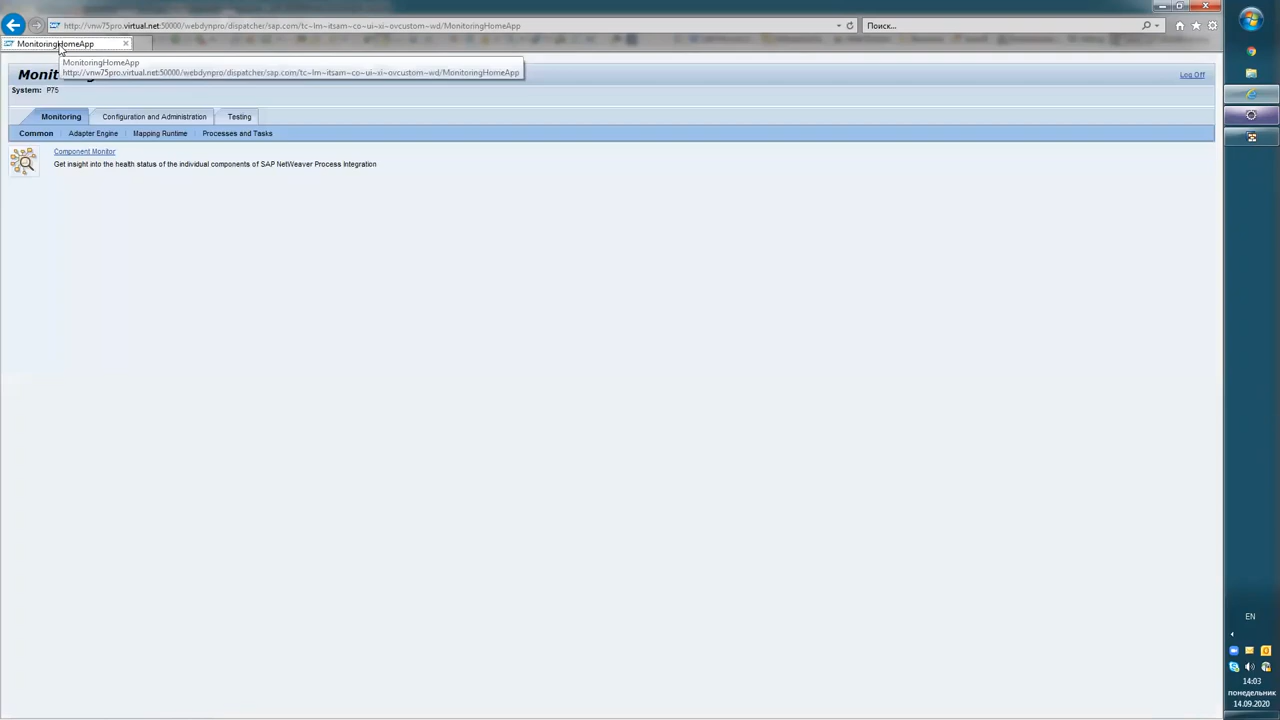 http://vnw75pro.virtual.net:50000/webdynpro/dispatcher/sap.com/tc~lm~itsam~co~ui~xi~ovcustom~wd/MonitoringHomeApp
Поиск...
MonitoringHomeApp
MonitoringHomeApp
http://vnw75pro.virtual.net:50000/webdynpro/dispatcher/sap.com/tc~lm~itsam~co~ui~xi~ovcustom~wd/MonitoringHomeApp
Monit
Log Off
System: P75
Monitoring Configuration and Administration Testing
Common Adapter Engine Mapping Runtime Processes and Tasks
Component Monitor
Get insight into the health status of the individual components of SAP NetWeaver Process Integration
EN
14:03
понедельник
14.09.2020